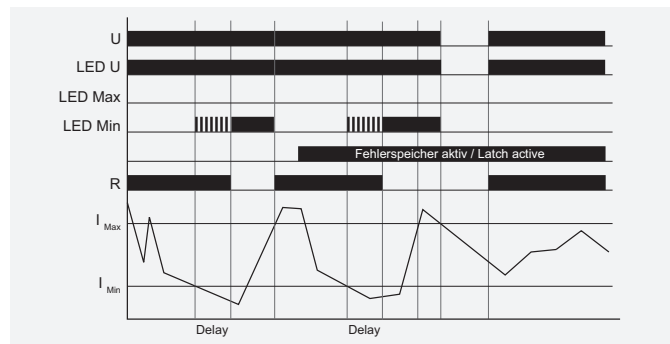 U
LED U
LED Max
LED Min
Fehlerspeicher aktiv / Latch active
R
I Max
I Min
Delay Delay